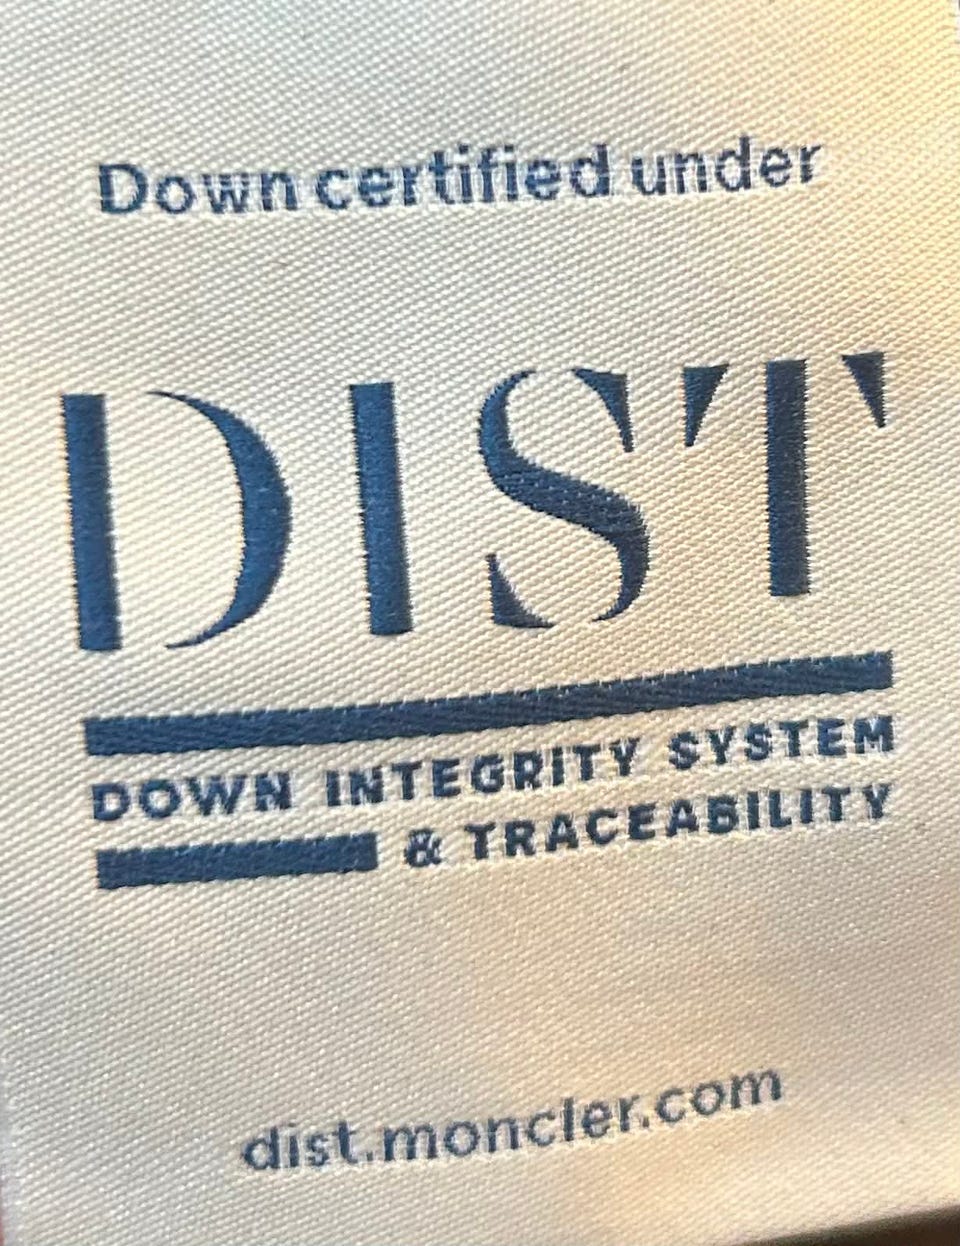 Down certified under
DIST
DOWN INTEGRITY SYSTEM
& TRACEABILITY
dist.moncler.com